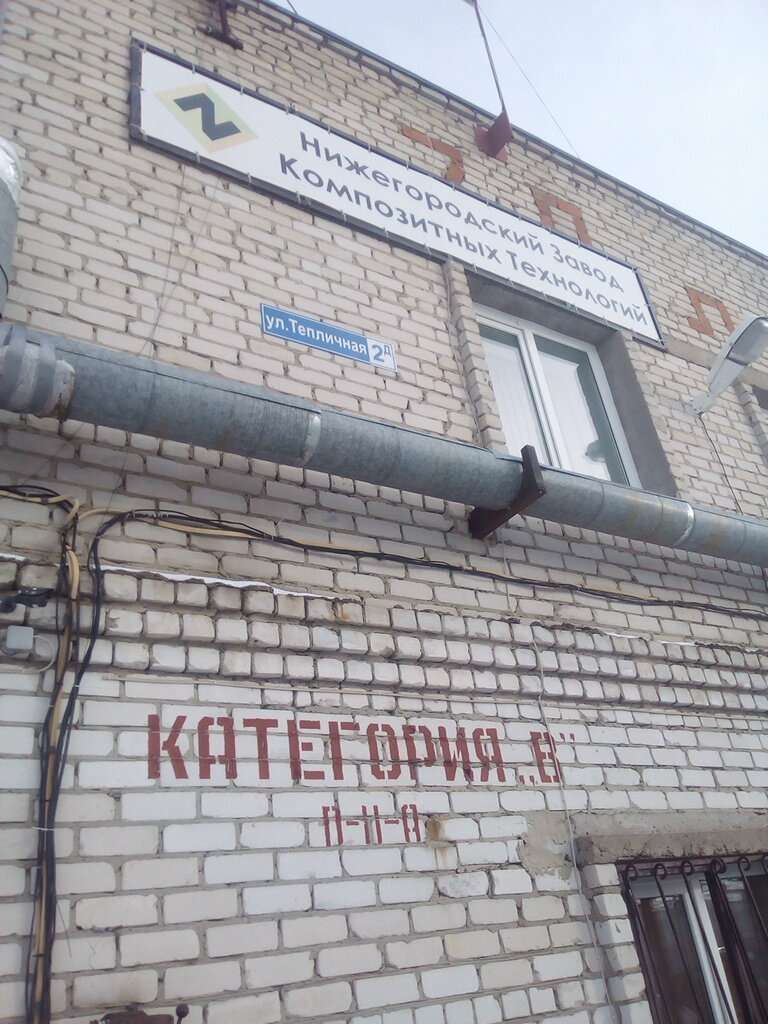 Нижегородский Завод
Композитных Технологий
ул.Тепличная 2д
КАТЕГОРИЯ „В"
П-II-А